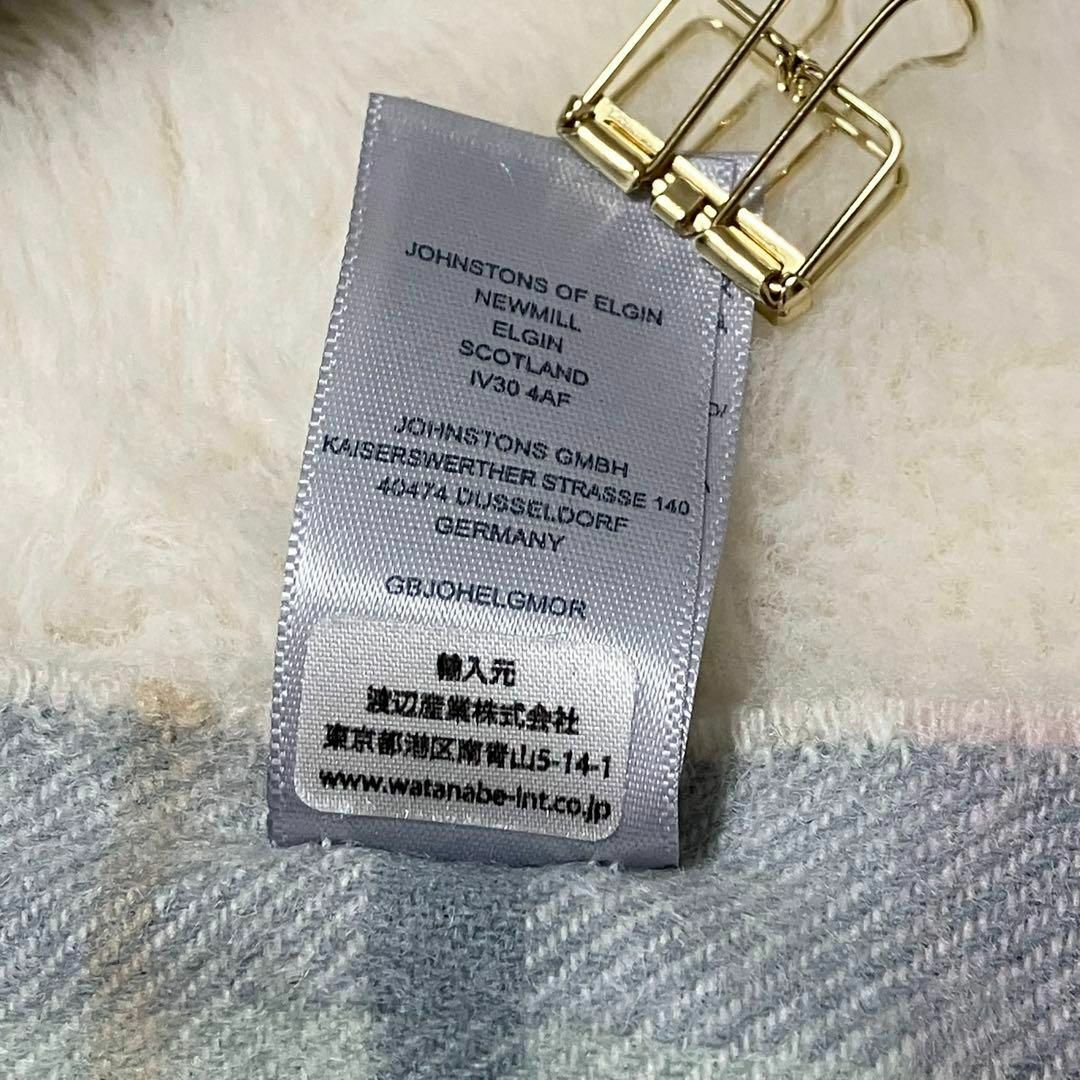 JOHNSTONS OF ELGIN
NEWMILL
ELGIN
SCOTLAND
IV30 4AF
JOHNSTONS GMBH
KAISERSWERTHER STRASSE 140
40474 DUSSELDORF
GERMANY
GBJOHELGMOR
輸入元
渡辺産業株式会社
東京都港区南青山5-14-1
www.watanabe-int.co.jp